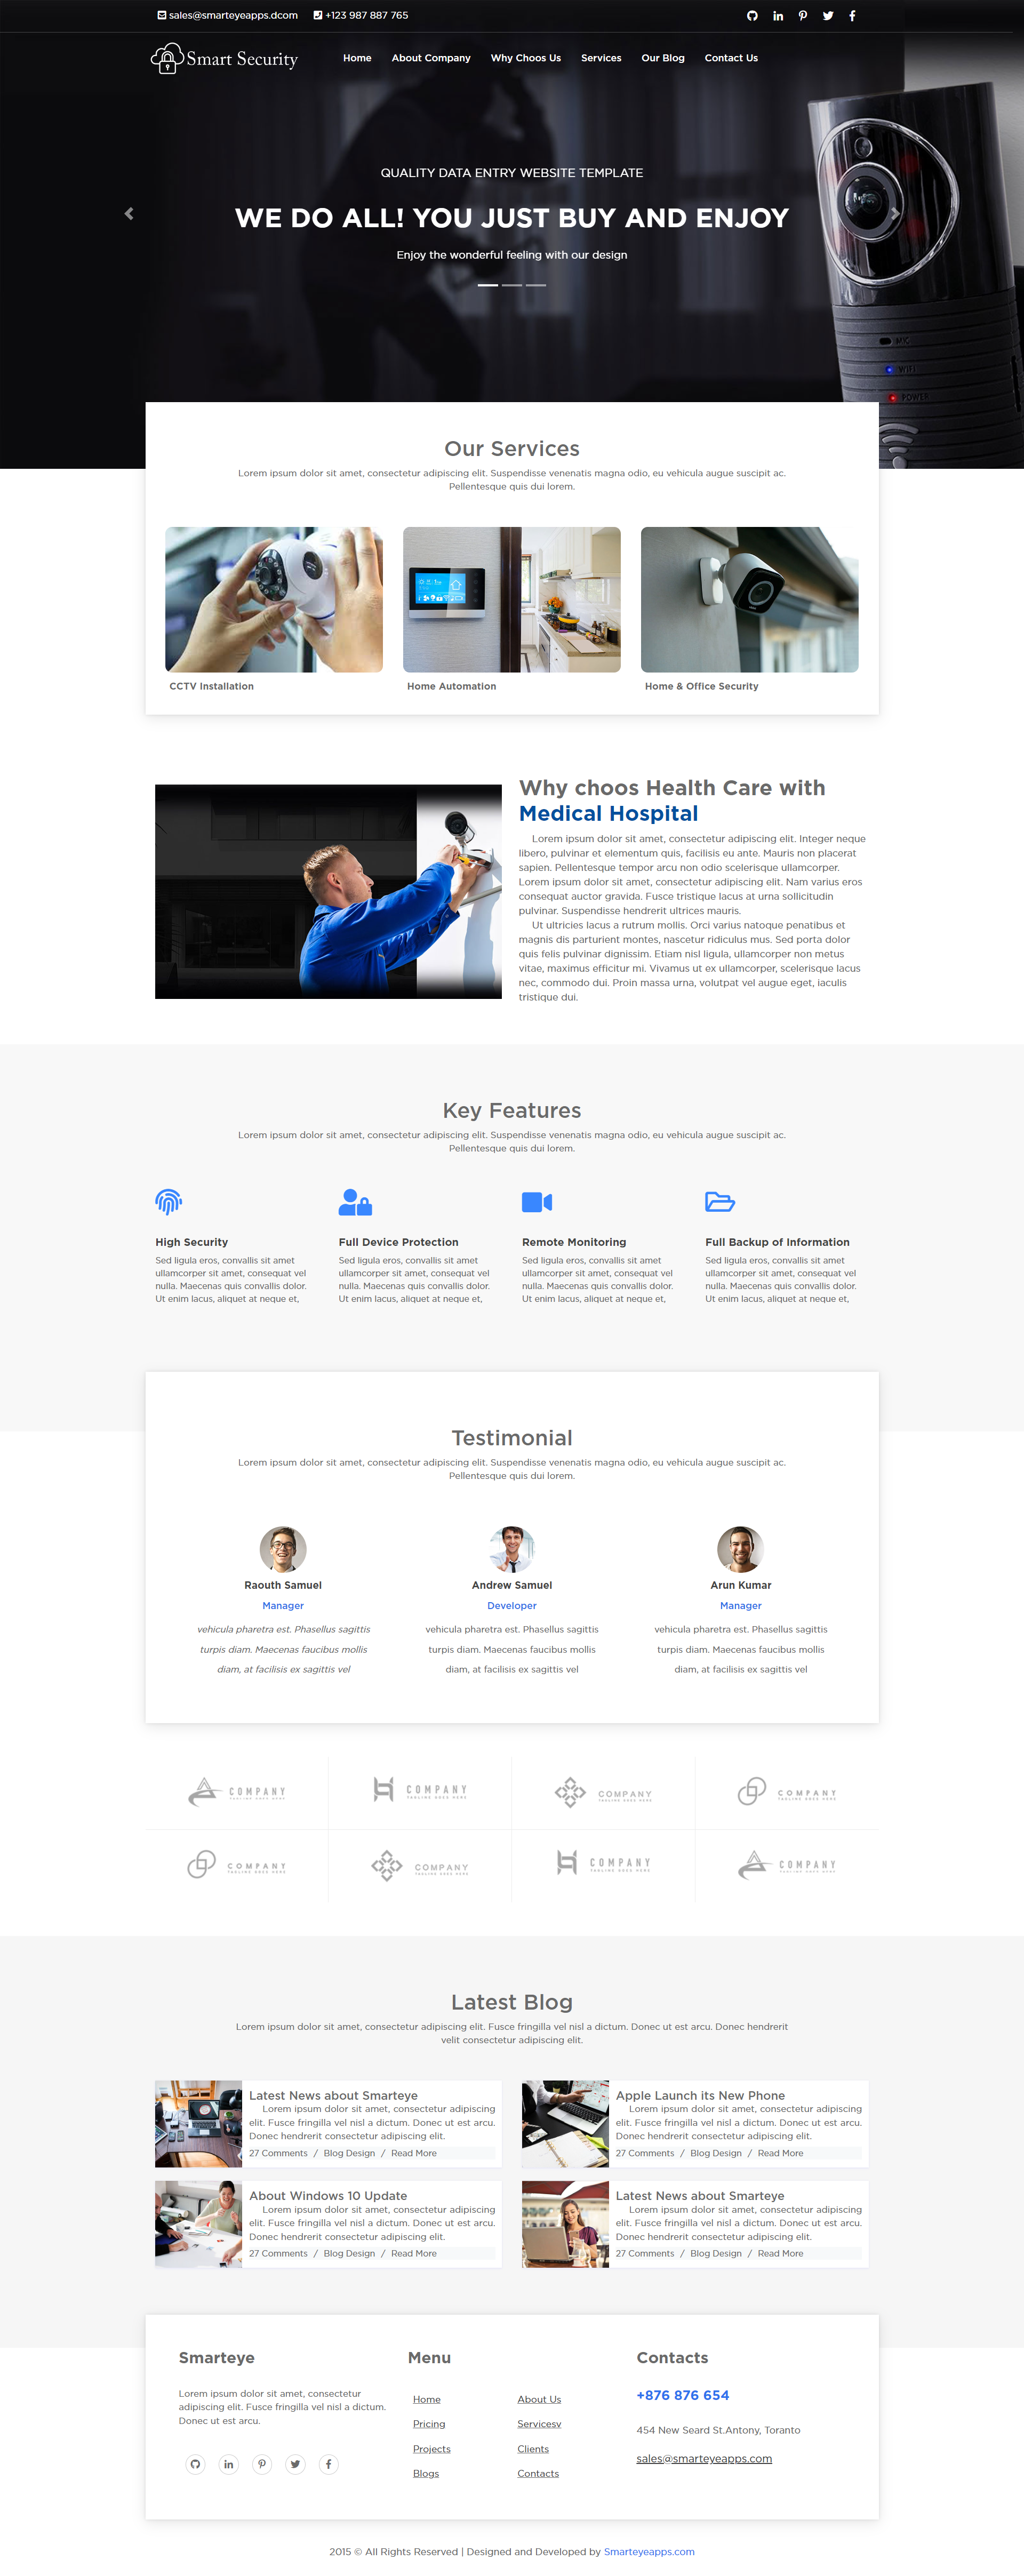 sales@smarteyeapps.dcom +123 987 887 765
Smart Security Home About Company Why Choos Us Services Our Blog Contact Us
QUALITY DATA ENTRY WEBSITE TEMPLATE
WE DO ALL! YOU JUST BUY AND ENJOY
Enjoy the wonderful feeling with our design
MIC
WIFI
POWER
Our Services
Lorem ipsum dolor sit amet, consectetur adipiscing elit. Suspendisse venenatis magna odio, eu vehicula augue suscipit ac.
Pellentesque quis dui lorem.
CCTV Installation Home Automation Home & Office Security
Why choos Health Care with
Medical Hospital
Lorem ipsum dolor sit amet, consectetur adipiscing elit. Integer neque
libero, pulvinar et elementum quis, facilisis eu ante. Mauris non placerat
sapien. Pellentesque tempor arcu non odio scelerisque ullamcorper.
Lorem ipsum dolor sit amet, consectetur adipiscing elit. Nam varius eros
consequat auctor gravida. Fusce tristique lacus at urna sollicitudin
pulvinar. Suspendisse hendrerit ultrices mauris.
Ut ultricies lacus a rutrum mollis. Orci varius natoque penatibus et
magnis dis parturient montes, nascetur ridiculus mus. Sed porta dolor
quis felis pulvinar dignissim. Etiam nisl ligula, ullamcorper non metus
vitae, maximus efficitur mi. Vivamus ut ex ullamcorper, scelerisque lacus
nec, commodo dui. Proin massa urna, volutpat vel augue eget, iaculis
tristique dui.
Key Features
Lorem ipsum dolor sit amet, consectetur adipiscing elit. Suspendisse venenatis magna odio, eu vehicula augue suscipit ac.
Pellentesque quis dui lorem.
High Security
Sed ligula eros, convallis sit amet
ullamcorper sit amet, consequat vel
nulla. Maecenas quis convallis dolor.
Ut enim lacus, aliquet at neque et,
Full Device Protection
Sed ligula eros, convallis sit amet
ullamcorper sit amet, consequat vel
nulla. Maecenas quis convallis dolor.
Ut enim lacus, aliquet at neque et,
Remote Monitoring
Sed ligula eros, convallis sit amet
ullamcorper sit amet, consequat vel
nulla. Maecenas quis convallis dolor.
Ut enim lacus, aliquet at neque et,
Full Backup of Information
Sed ligula eros, convallis sit amet
ullamcorper sit amet, consequat vel
nulla. Maecenas quis convallis dolor.
Ut enim lacus, aliquet at neque et,
Testimonial
Lorem ipsum dolor sit amet, consectetur adipiscing elit. Suspendisse venenatis magna odio, eu vehicula augue suscipit ac.
Pellentesque quis dui lorem.
Raouth Samuel
Manager
vehicula pharetra est. Phasellus sagittis
turpis diam. Maecenas faucibus mollis
diam, at facilisis ex sagittis vel
Andrew Samuel
Developer
vehicula pharetra est. Phasellus sagittis
turpis diam. Maecenas faucibus mollis
diam, at facilisis ex sagittis vel
Arun Kumar
Manager
vehicula pharetra est. Phasellus sagittis
turpis diam. Maecenas faucibus mollis
diam, at facilisis ex sagittis vel
COMPANY COMPANY COMPANY COMPANY
TAGLINE GOES HERE TAGLINE GOES HERE TAGLINE GOES HERE TAGLINE GOES HERE
COMPANY COMPANY COMPANY COMPANY
TAGLINE GOES HERE TAGLINE GOES HERE TAGLINE GOES HERE TAGLINE GOES HERE
Latest Blog
Lorem ipsum dolor sit amet, consectetur adipiscing elit. Fusce fringilla vel nisl a dictum. Donec ut est arcu. Donec hendrerit
velit consectetur adipiscing elit.
Latest News about Smarteye
Lorem ipsum dolor sit amet, consectetur adipiscing
elit. Fusce fringilla vel nisl a dictum. Donec ut est arcu.
Donec hendrerit consectetur adipiscing elit.
27 Comments / Blog Design / Read More
Apple Launch its New Phone
Lorem ipsum dolor sit amet, consectetur adipiscing
elit. Fusce fringilla vel nisl a dictum. Donec ut est arcu.
Donec hendrerit consectetur adipiscing elit.
27 Comments / Blog Design / Read More
About Windows 10 Update
Lorem ipsum dolor sit amet, consectetur adipiscing
elit. Fusce fringilla vel nisl a dictum. Donec ut est arcu.
Donec hendrerit consectetur adipiscing elit.
27 Comments / Blog Design / Read More
Latest News about Smarteye
Lorem ipsum dolor sit amet, consectetur adipiscing
elit. Fusce fringilla vel nisl a dictum. Donec ut est arcu.
Donec hendrerit consectetur adipiscing elit.
27 Comments / Blog Design / Read More
Smarteye
Lorem ipsum dolor sit amet, consectetur
adipiscing elit. Fusce fringilla vel nisl a dictum.
Donec ut est arcu.
Menu
Home About Us
Pricing Servicesv
Projects Clients
Blogs Contacts
Contacts
+876 876 654
454 New Seard St.Antony, Toranto
sales@smarteyeapps.com
2015 © All Rights Reserved | Designed and Developed by Smarteyeapps.com